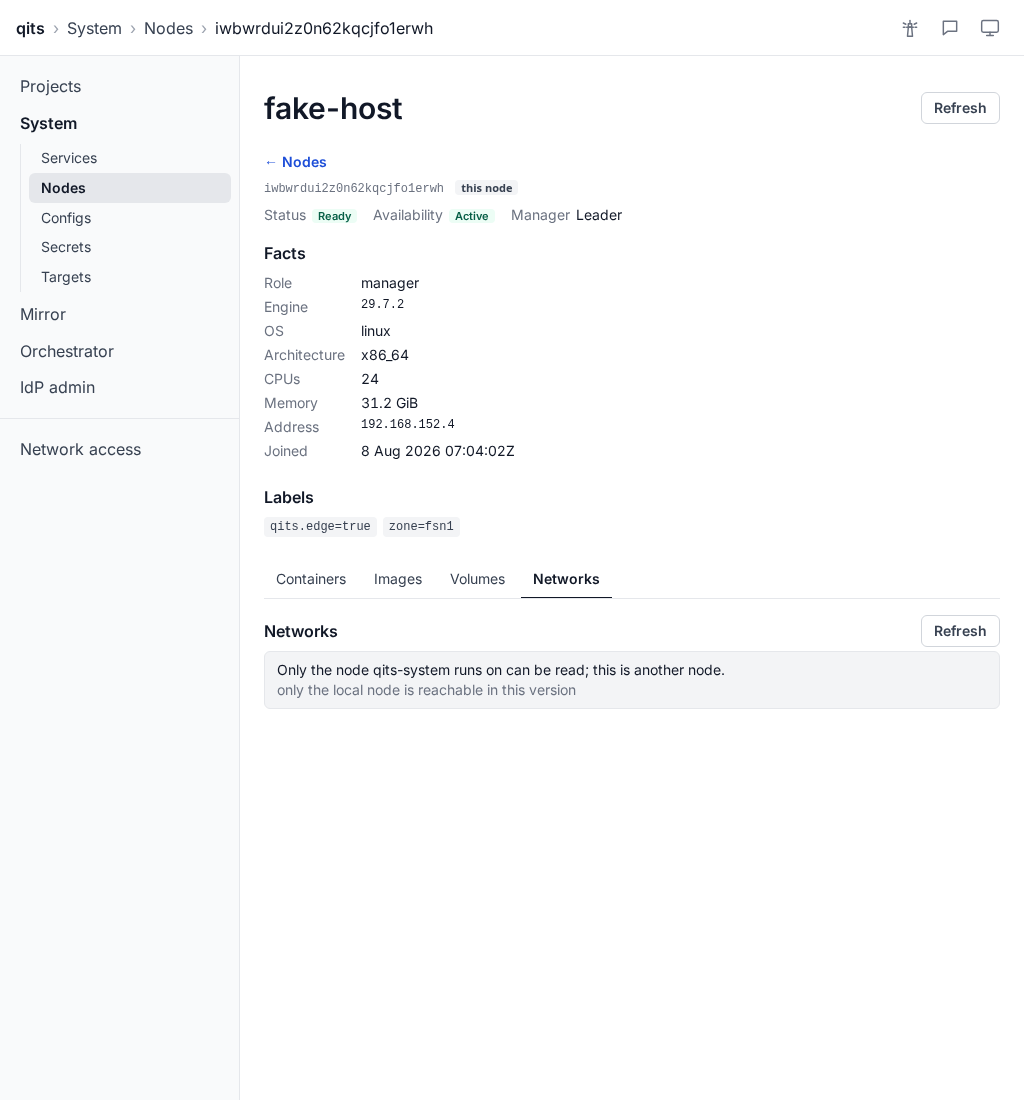 qits › System › Nodes › iwbwrdui2z0n62kqcjfo1erwh
Projects
System
Services
Nodes
Configs
Secrets
Targets
Mirror
Orchestrator
IdP admin
Network access
fake-host
Refresh
← Nodes
iwbwrdui2z0n62kqcjfo1erwh this node
Status Ready Availability Active Manager Leader
Facts
Role manager
Engine 29.7.2
OS linux
Architecture x86_64
CPUs 24
Memory 31.2 GiB
Address 192.168.152.4
Joined 8 Aug 2026 07:04:02Z
Labels
qits.edge=true zone=fsn1
Containers Images Volumes Networks
Networks
Refresh
Only the node qits-system runs on can be read; this is another node.
only the local node is reachable in this version